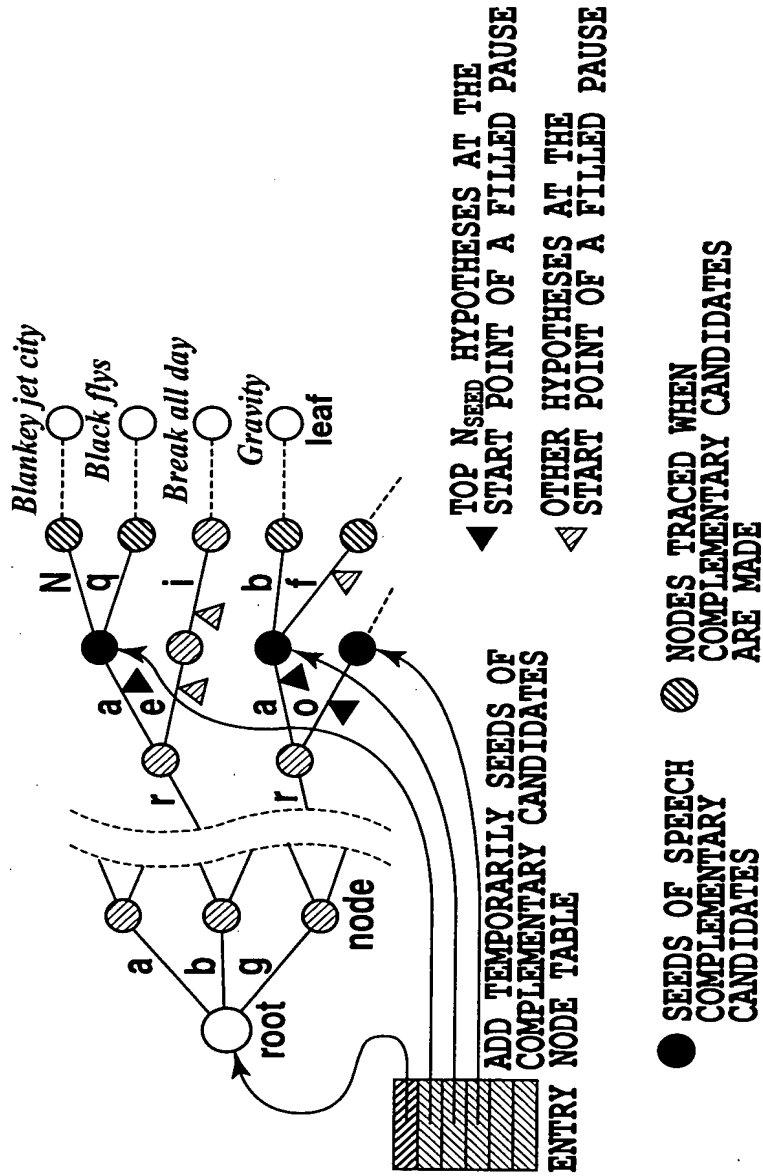 Blankey jet city
Black flys
Break all day
Gravity
leaf
N
q
i
b
f
a
e
a
o
r
r
a
b
g
node
root
ADD TEMPORARILY SEEDS OF
COMPLEMENTARY CANDIDATES
ENTRY NODE TABLE
▼ TOP NSEED HYPOTHESES AT THE
START POINT OF A FILLED PAUSE
OTHER HYPOTHESES AT THE
START POINT OF A FILLED PAUSE
SEEDS OF SPEECH
COMPLEMENTARY
CANDIDATES
NODES TRACED WHEN
COMPLEMENTARY CANDIDATES
ARE MADE